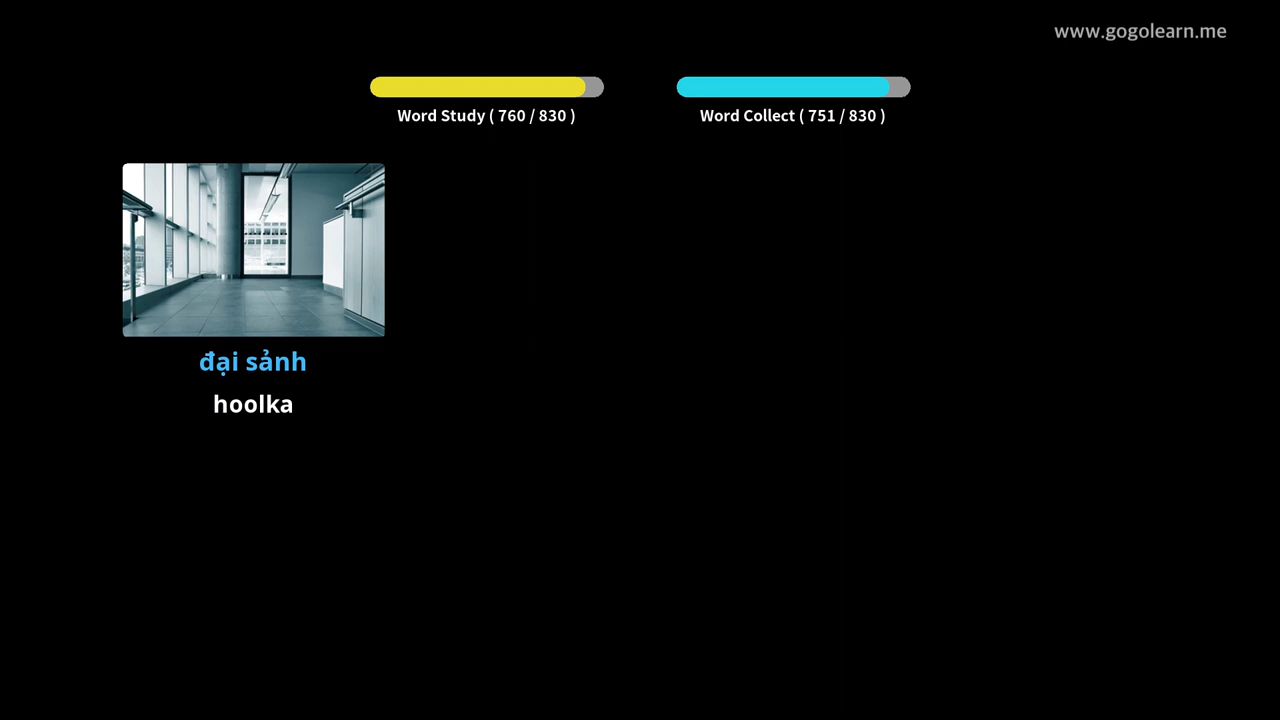 www.gogolearn.me
Word Study ( 760 / 830 )
Word Collect ( 751 / 830 )
đại sảnh
hoolka